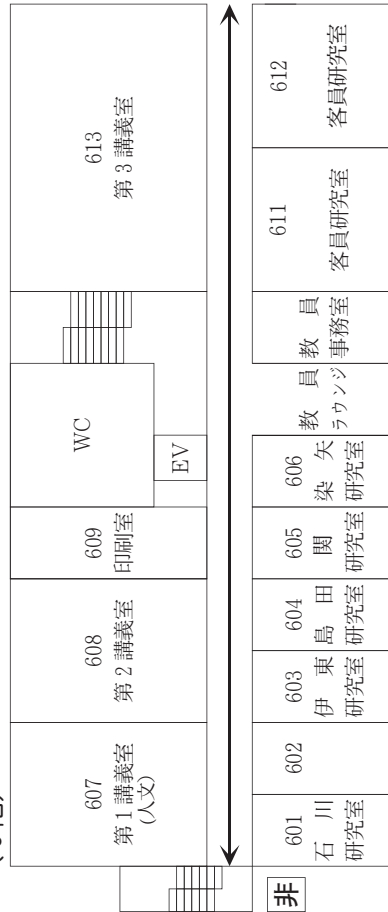 607
第1講義室
(人文)
608
第2講義室
609
印刷室
WC
EV
613
第3講義室
非
601
石川
研究室
602
603
伊東
研究室
604
島田
研究室
605
関
研究室
606
染矢
研究室
教員
ラウンジ
教員
事務室
611
客員研究室
612
客員研究室